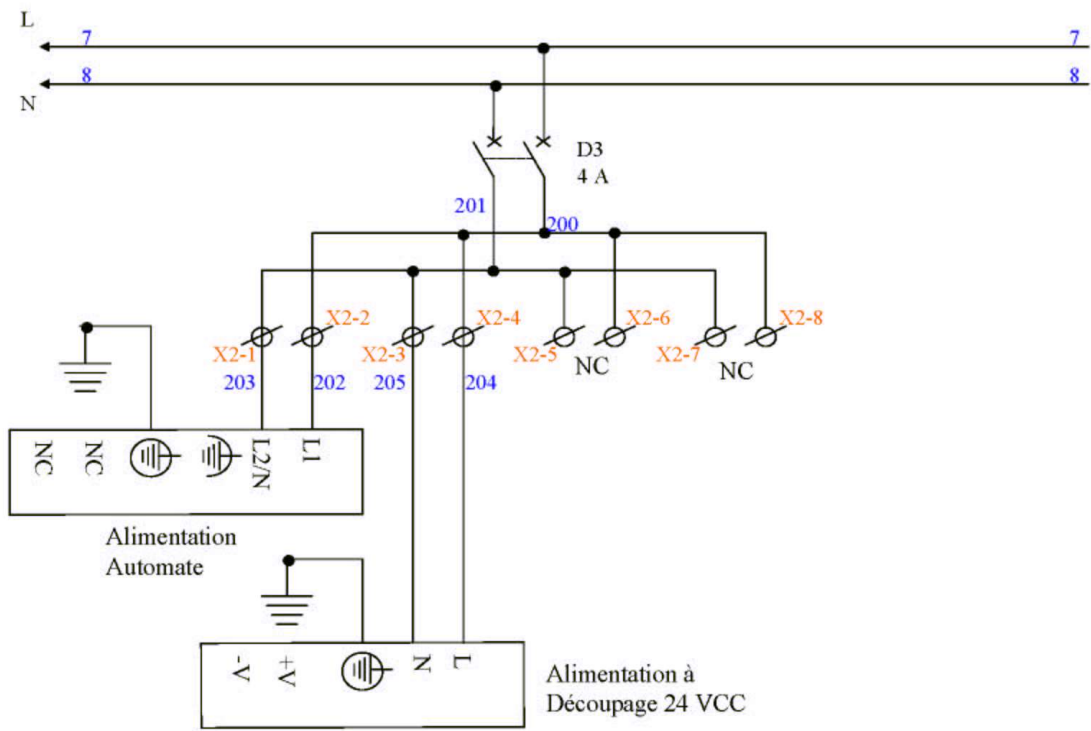 L
7 7
8 8
N
D3
4 A
201
200
X2-2 X2-4 X2-6 X2-8
X2-1 X2-3 X2-5 X2-7
NC NC
203 202 205 204
NC NC L2/N L1
Alimentation
Automate
-V +V N L
Alimentation à
Découpage 24 VCC